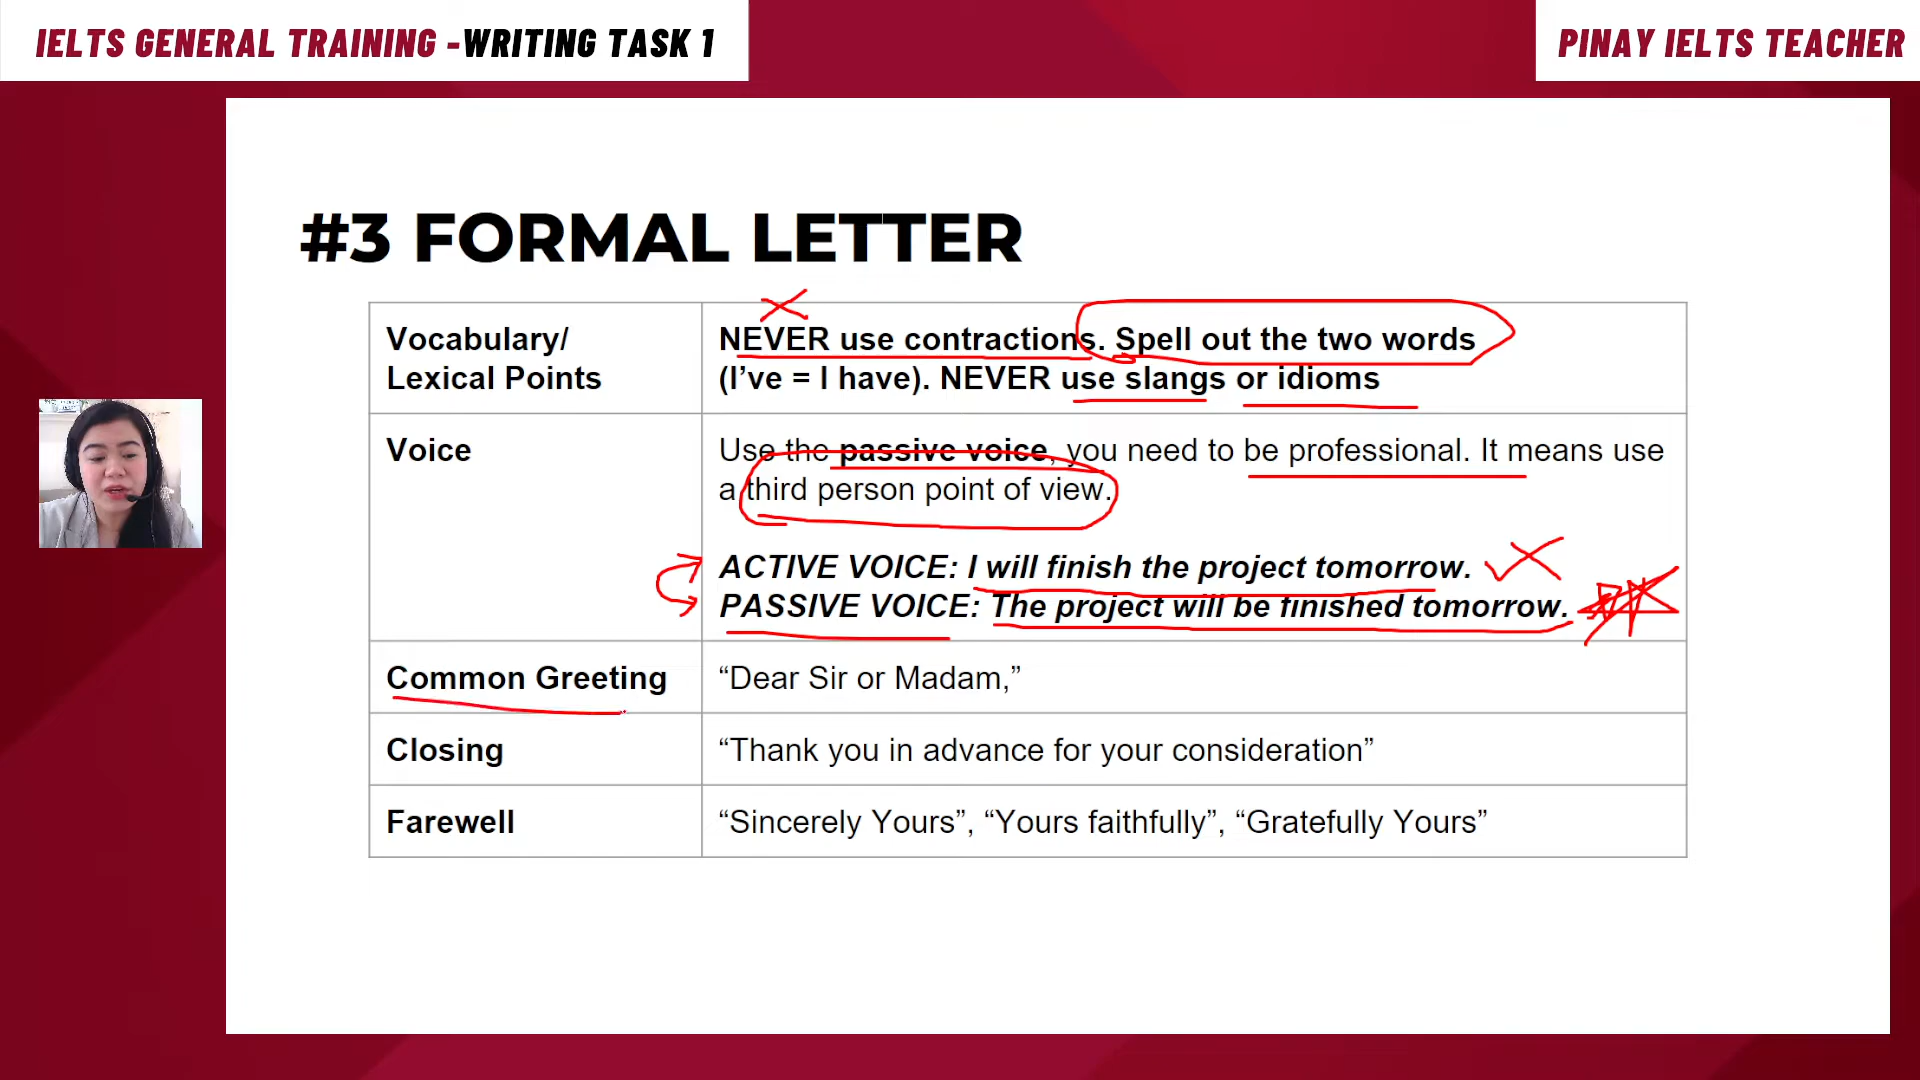 IELTS GENERAL TRAINING -WRITING TASK 1
PINAY IELTS TEACHER
#3 FORMAL LETTER
Vocabulary/
Lexical Points
NEVER use contractions. Spell out the two words
(I’ve = I have). NEVER use slangs or idioms
Voice
Use the passive voice, you need to be professional. It means use
a third person point of view.
ACTIVE VOICE: I will finish the project tomorrow.
PASSIVE VOICE: The project will be finished tomorrow.
Common Greeting
“Dear Sir or Madam,”
Closing
“Thank you in advance for your consideration”
Farewell
“Sincerely Yours”, “Yours faithfully”, “Gratefully Yours”